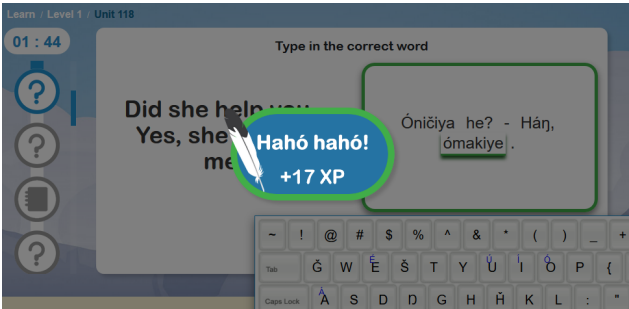 Learn / Level 1 / Unit 118
01 : 44
Type in the correct word
Did she help you
Yes, she
me
Óničiya he? - Háŋ,
ómakiye .
Hahó hahó!
+17 XP
~ ! @ # $ % ^ & * ( ) _ +
Tab Ğ W É E Š T Y Ú U Í I Ó O P {
Caps Lock Á A S D Ŋ G H Ȟ K L : "